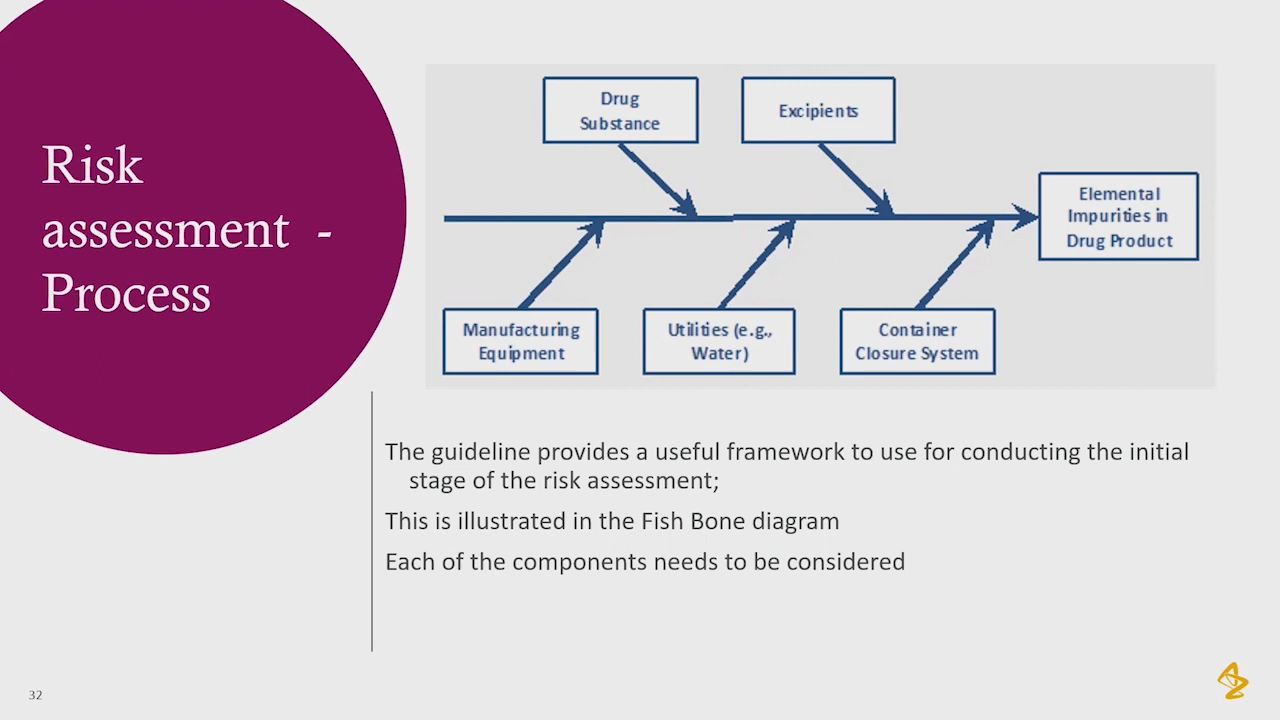 Risk
assessment -
Process
Drug
Substance
Excipients
Elemental
Impurities in
Drug Product
Manufacturing
Equipment
Utilities (e.g.,
Water)
Container
Closure System
The guideline provides a useful framework to use for conducting the initial
stage of the risk assessment;
This is illustrated in the Fish Bone diagram
Each of the components needs to be considered
32